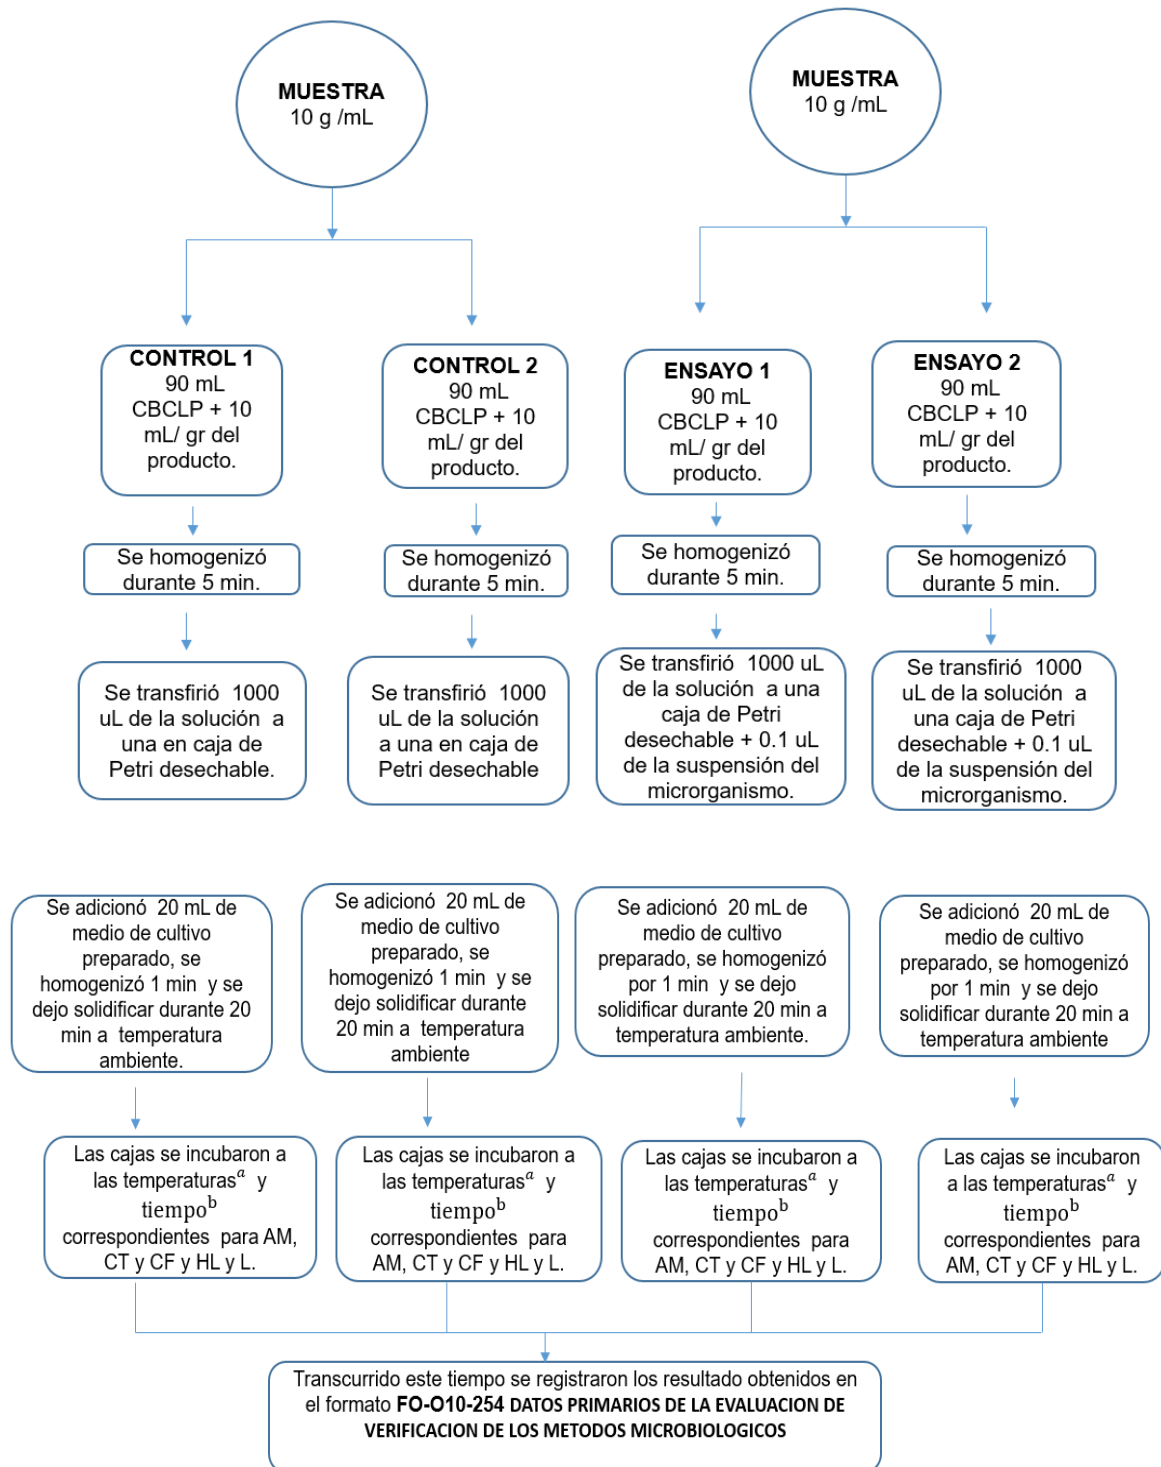 MUESTRA
10 g /mL
MUESTRA
10 g /mL
CONTROL 1
90 mL
CBCLP + 10
mL/ gr del
producto.
CONTROL 2
90 mL
CBCLP + 10
mL/ gr del
producto.
ENSAYO 1
90 mL
CBCLP + 10
mL/ gr del
producto.
ENSAYO 2
90 mL
CBCLP + 10
mL/ gr del
producto.
Se homogenizó
durante 5 min.
Se homogenizó
durante 5 min.
Se homogenizó
durante 5 min.
Se homogenizó
durante 5 min.
Se transfirió 1000
uL de la solución a
una en caja de
Petri desechable.
Se transfirió 1000
uL de la solución
a una en caja de
Petri desechable
Se transfirió 1000 uL
de la solución a una
caja de Petri
desechable + 0.1 uL
de la suspensión del
microrganismo.
Se transfirió 1000
uL de la solución a
una caja de Petri
desechable + 0.1 uL
de la suspensión del
microrganismo.
Se adicionó 20 mL de
medio de cultivo
preparado, se
homogenizó 1 min y se
dejo solidificar durante 20
min a temperatura
ambiente.
Se adicionó 20 mL de
medio de cultivo
preparado, se
homogenizó 1 min y se
dejo solidificar durante
20 min a temperatura
ambiente
Se adicionó 20 mL de
medio de cultivo
preparado, se homogenizó
por 1 min y se dejo
solidificar durante 20 min a
temperatura ambiente.
Se adicionó 20 mL de
medio de cultivo
preparado, se homogenizó
por 1 min y se dejo
solidificar durante 20 min a
temperatura ambiente
Las cajas se incubaron a
las temperaturasᵃ y
tiempoᵇ
correspondientes para AM,
CT y CF y HL y L.
Las cajas se incubaron a
las temperaturasᵃ y
tiempoᵇ
correspondientes para
AM, CT y CF y HL y L.
Las cajas se incubaron a
las temperaturasᵃ y
tiempoᵇ
correspondientes para
AM, CT y CF y HL y L.
Las cajas se incubaron
a las temperaturasᵃ y
tiempoᵇ
correspondientes para
AM, CT y CF y HL y L.
Transcurrido este tiempo se registraron los resultado obtenidos en
el formato FO-O10-254 DATOS PRIMARIOS DE LA EVALUACION DE
VERIFICACION DE LOS METODOS MICROBIOLOGICOS